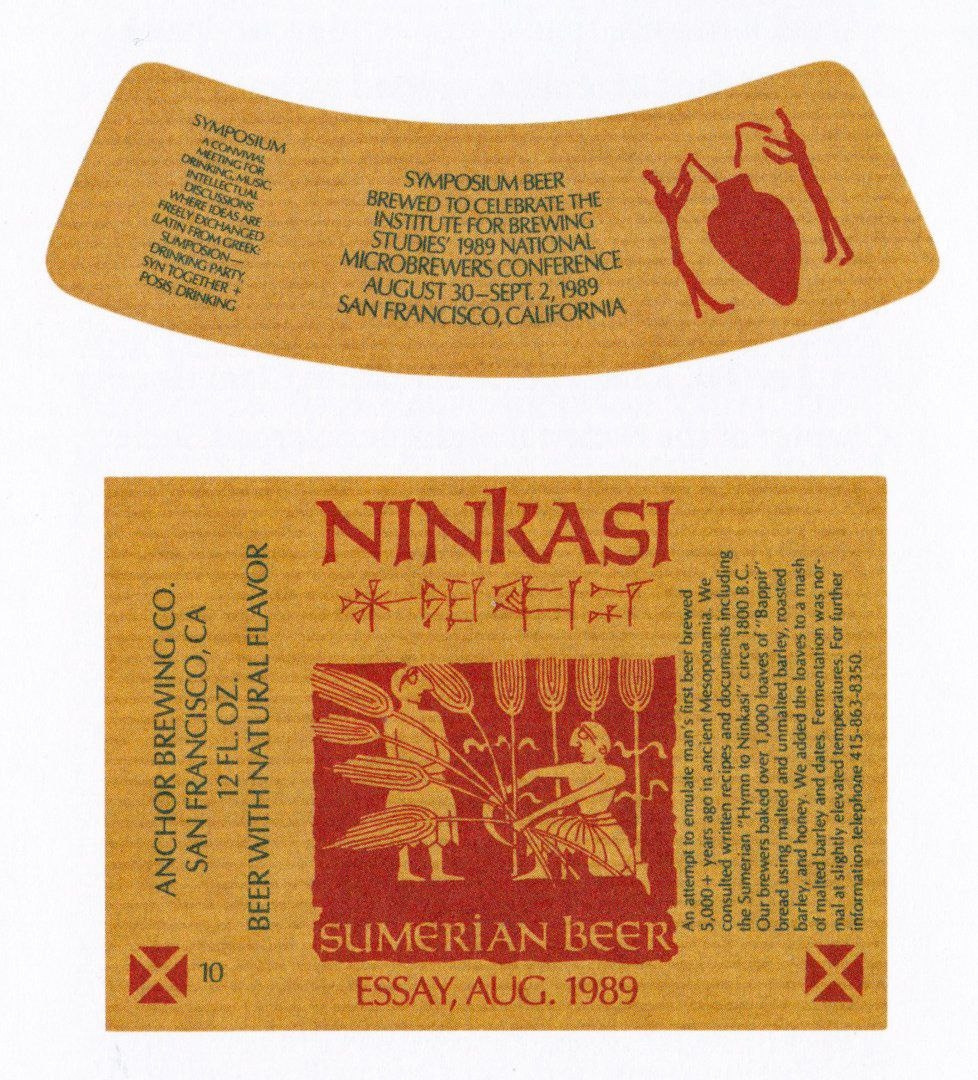 SYMPOSIUM
A CONVIVIAL
MEETING FOR
DRINKING, MUSIC,
INTELLECTUAL
DISCUSSIONS
WHERE IDEAS ARE
FREELY EXCHANGED
(LATIN FROM GREEK:
SUMPOSION—
DRINKING PARTY,
SYN TOGETHER +
POSIS, DRINKING
SYMPOSIUM BEER
BREWED TO CELEBRATE THE
INSTITUTE FOR BREWING
STUDIES' 1989 NATIONAL
MICROBREWERS CONFERENCE
AUGUST 30–SEPT. 2, 1989
SAN FRANCISCO, CALIFORNIA
ANCHOR BREWING CO.
SAN FRANCISCO, CA
12 FL. OZ.
BEER WITH NATURAL FLAVOR
10
NINKASI
SUMERIAN BEER
ESSAY, AUG. 1989
An attempt to emulate man's first beer brewed
5,000+ years ago in ancient Mesopotamia. We
consulted written recipes and documents including
the Sumerian "Hymn to Ninkasi" circa 1800 B.C.
Our brewers baked over 1,000 loaves of "Bappir":
bread using malted and unmalted barley, roasted
barley, and honey. We added the loaves to a mash
of malted barley and dates. Fermentation was nor-
mal at slightly elevated temperatures. For further
information telephone 415-863-8350.